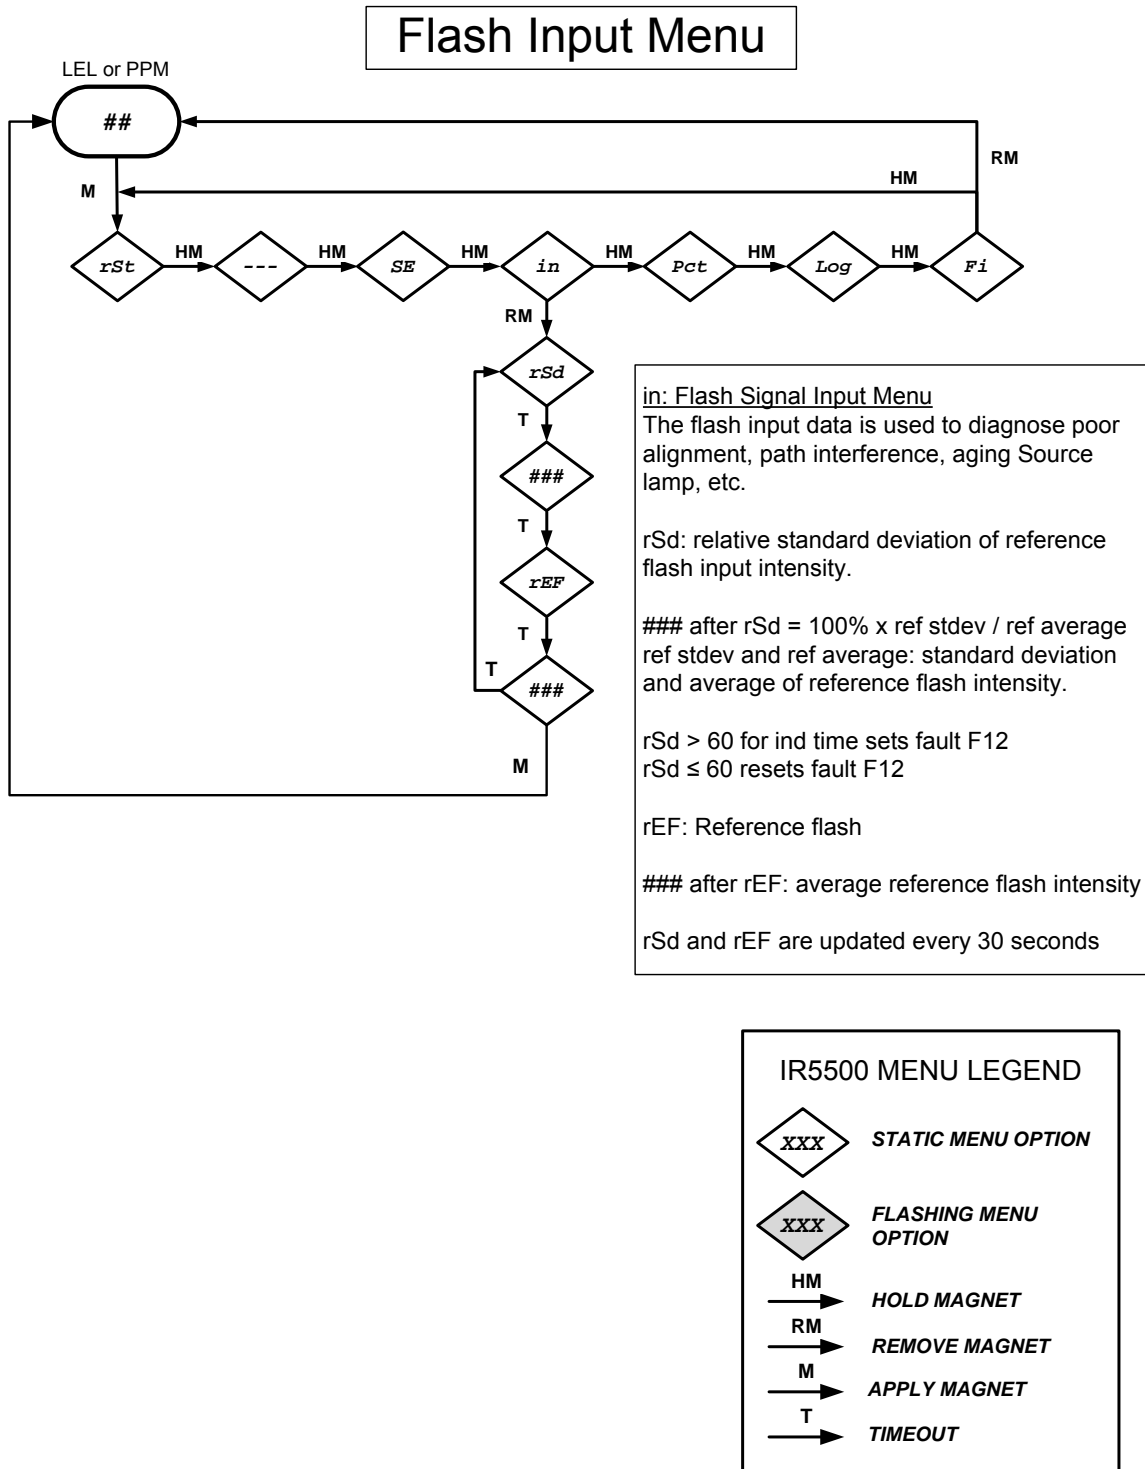 Flash Input Menu
LEL or PPM
##
RM
HM
M
rSt
HM
---
HM
SE
HM
in
HM
Pct
HM
Log
HM
Fi
RM
rSd
T
###
T
rEF
T
T
###
M
in: Flash Signal Input Menu
The flash input data is used to diagnose poor
alignment, path interference, aging Source
lamp, etc.
rSd: relative standard deviation of reference
flash input intensity.
### after rSd = 100% x ref stdev / ref average
ref stdev and ref average: standard deviation
and average of reference flash intensity.
rSd > 60 for ind time sets fault F12
rSd ≤ 60 resets fault F12
rEF: Reference flash
### after rEF: average reference flash intensity
rSd and rEF are updated every 30 seconds
IR5500 MENU LEGEND
XXX
STATIC MENU OPTION
XXX
FLASHING MENU
OPTION
HM
HOLD MAGNET
RM
REMOVE MAGNET
M
APPLY MAGNET
T
TIMEOUT